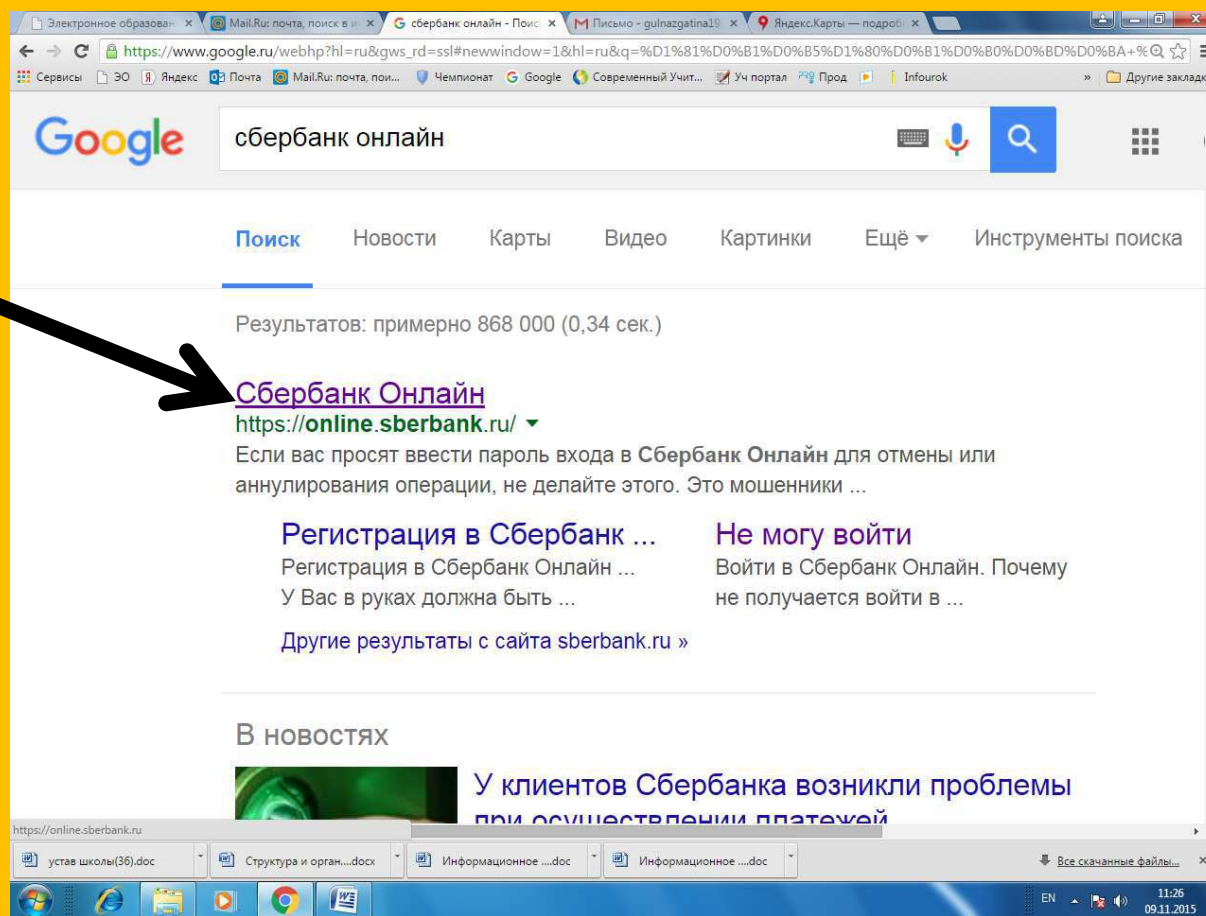 Электронное образован
Mail.Ru: почта, поиск в и
сбербанк онлайн - Поис
Письмо - gulnazgatina19
Яндекс.Карты — подроб
https://www.google.ru/webhp?hl=ru&gws_rd=ssl#newwindow=1&hl=ru&q=%D1%81%D0%B1%D0%B5%D1%80%D0%B1%D0%B0%D0%BD%D0%BA+%
Сервисы ЭО Яндекс Почта Mail.Ru: почта, пои... Чемпионат Google Современный Учит... Уч портал Прод Infourok » Другие закладк
Google
сбербанк онлайн
Поиск Новости Карты Видео Картинки Ещё Инструменты поиска
Результатов: примерно 868 000 (0,34 сек.)
Сбербанк Онлайн
https://online.sberbank.ru/
Если вас просят ввести пароль входа в Сбербанк Онлайн для отмены или
аннулирования операции, не делайте этого. Это мошенники ...
Регистрация в Сбербанк ...
Регистрация в Сбербанк Онлайн ...
У Вас в руках должна быть ...
Не могу войти
Войти в Сбербанк Онлайн. Почему
не получается войти в ...
Другие результаты с сайта sberbank.ru »
В новостях
У клиентов Сбербанка возникли проблемы
при осуществлении платежей
https://online.sberbank.ru
устав школы(36).doc
Структура и орган....docx
Информационное ....doc
Информационное ....doc
Все скачанные файлы...
EN
11:26
09.11.2015